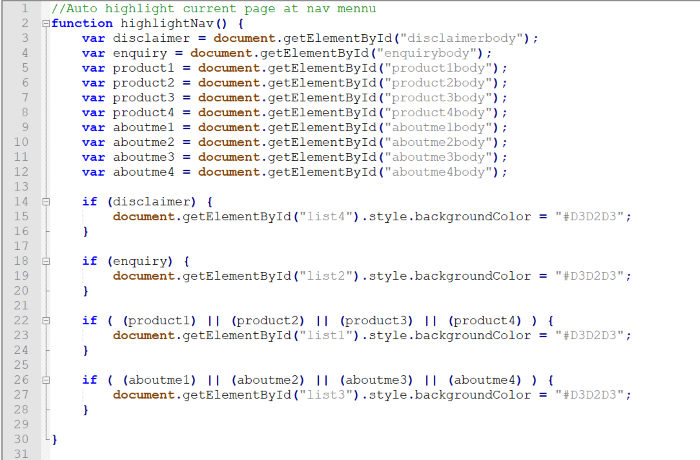 1 //Auto highlight current page at nav mennu
2 function highlightNav() {
3 var disclaimer = document.getElementById("disclaimerbody");
4 var enquiry = document.getElementById("enquirybody");
5 var product1 = document.getElementById("product1body");
6 var product2 = document.getElementById("product2body");
7 var product3 = document.getElementById("product3body");
8 var product4 = document.getElementById("product4body");
9 var aboutme1 = document.getElementById("aboutme1body");
10 var aboutme2 = document.getElementById("aboutme2body");
11 var aboutme3 = document.getElementById("aboutme3body");
12 var aboutme4 = document.getElementById("aboutme4body");
13
14 if (disclaimer) {
15 document.getElementById("list4").style.backgroundColor = "#D3D2D3";
16 }
17
18 if (enquiry) {
19 document.getElementById("list2").style.backgroundColor = "#D3D2D3";
20 }
21
22 if ( (product1) || (product2) || (product3) || (product4) ) {
23 document.getElementById("list1").style.backgroundColor = "#D3D2D3";
24 }
25
26 if ( (aboutme1) || (aboutme2) || (aboutme3) || (aboutme4) ) {
27 document.getElementById("list3").style.backgroundColor = "#D3D2D3";
28 }
29
30 }
31